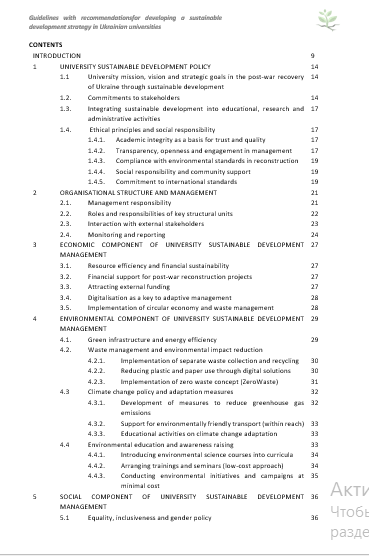 Guidelines with recommendationsfor developing a sustainable
development strategy in Ukrainian universities
CONTENTS
INTRODUCTION 9
1 UNIVERSITY SUSTAINABLE DEVELOPMENT POLICY 14
1.1 University mission, vision and strategic goals in the post-war recovery 14
of Ukraine through sustainable development
1.2. Commitments to stakeholders 14
1.3. Integrating sustainable development into educational, research and 17
administrative activities
1.4. Ethical principles and social responsibility 17
1.4.1. Academic integrity as a basis for trust and quality 17
1.4.2. Transparency, openness and engagement in management 17
1.4.3. Compliance with environmental standards in reconstruction 19
1.4.4. Social responsibility and community support 19
1.4.5. Commitment to international standards 19
2 ORGANISATIONAL STRUCTURE AND MANAGEMENT 21
2.1. Management responsibility 21
2.2. Roles and responsibilities of key structural units 22
2.3. Interaction with external stakeholders 23
2.4. Monitoring and reporting 24
3 ECONOMIC COMPONENT OF UNIVERSITY SUSTAINABLE DEVELOPMENT 27
MANAGEMENT
3.1. Resource efficiency and financial sustainability 27
3.2. Financial support for post-war reconstruction projects 27
3.3. Attracting external funding 27
3.4. Digitalisation as a key to adaptive management 28
3.5. Implementation of circular economy and waste management 28
4 ENVIRONMENTAL COMPONENT OF UNIVERSITY SUSTAINABLE DEVELOPMENT 29
MANAGEMENT
4.1. Green infrastructure and energy efficiency 29
4.2. Waste management and environmental impact reduction
4.2.1. Implementation of separate waste collection and recycling 30
4.2.2. Reducing plastic and paper use through digital solutions 30
4.2.3. Implementation of zero waste concept (ZeroWaste) 31
4.3 Climate change policy and adaptation measures 32
4.3.1. Development of measures to reduce greenhouse gas 32
emissions
4.3.2. Support for environmentally friendly transport (within reach) 33
4.3.3. Educational activities on climate change adaptation 33
4.4 Environmental education and awareness raising 33
4.4.1. Introducing environmental science courses into curricula 34
4.4.2. Arranging trainings and seminars (low-cost approach) 34
4.4.3. Conducting environmental initiatives and campaigns at 35
minimal cost
5 SOCIAL COMPONENT OF UNIVERSITY SUSTAINABLE DEVELOPMENT 36
MANAGEMENT
5.1 Equality, inclusiveness and gender policy 36
Акти
Чтобы
разде